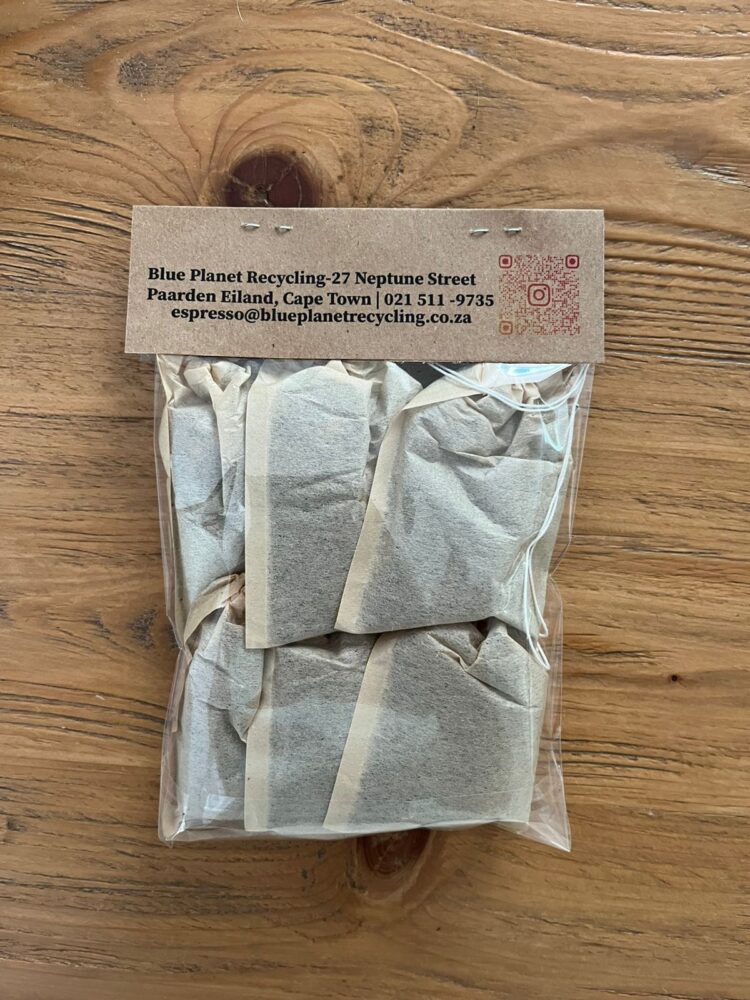 Blue Planet Recycling-27 Neptune Street
Paarden Eiland, Cape Town | 021 511 -9735
espresso@blueplanetrecycling.co.za